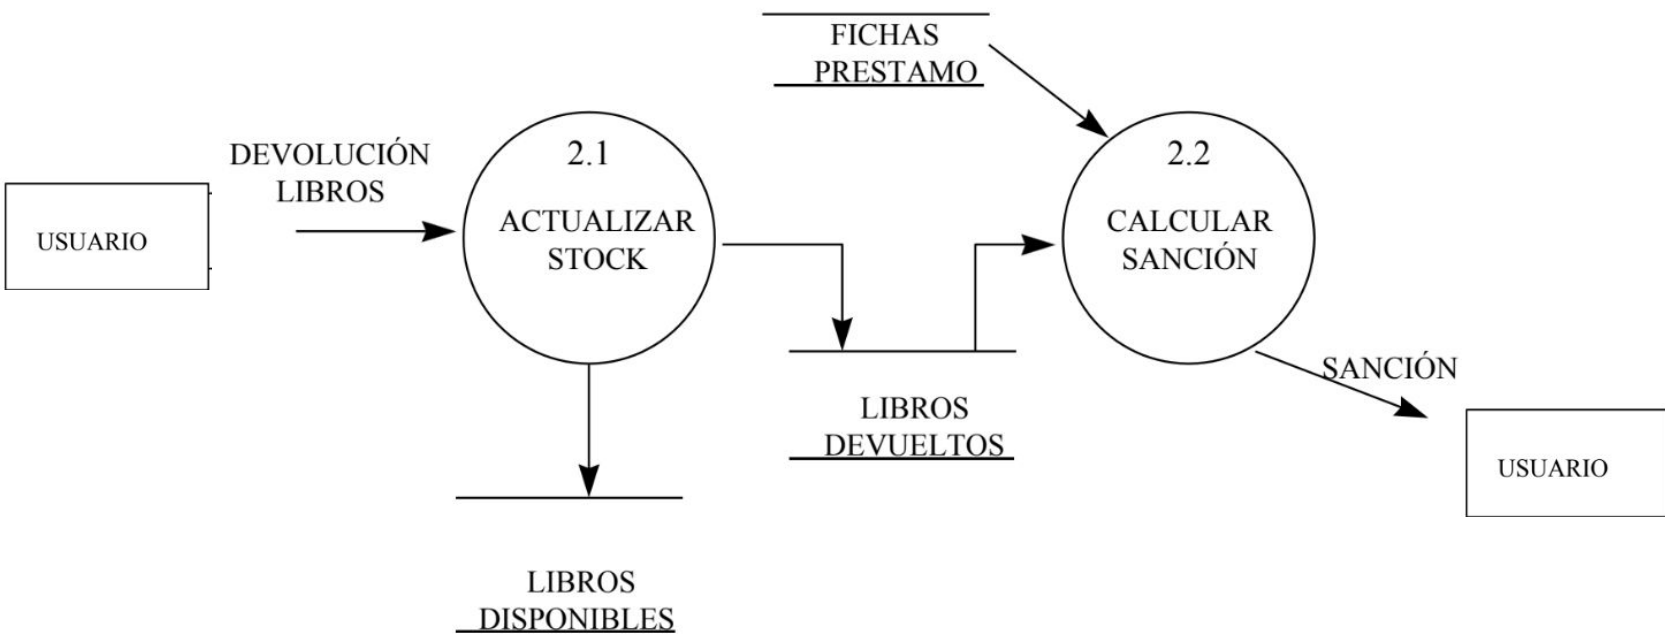 FICHAS
PRESTAMO
DEVOLUCIÓN
LIBROS
2.1
ACTUALIZAR
STOCK
2.2
CALCULAR
SANCIÓN
USUARIO
SANCIÓN
LIBROS
DEVUELTOS
USUARIO
LIBROS
DISPONIBLES